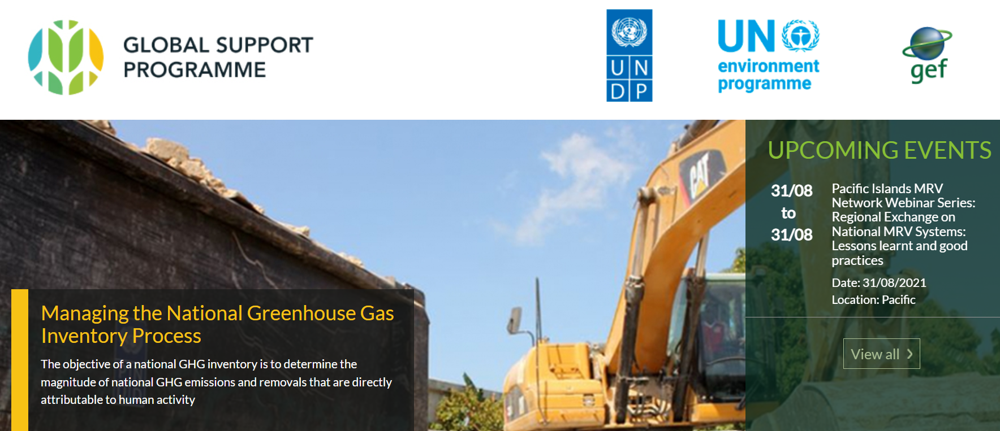 GLOBAL SUPPORT
PROGRAMME
U N
D P
UN
environment
programme
gef
CAT
UPCOMING EVENTS
31/08
to
31/08
Pacific Islands MRV
Network Webinar Series:
Regional Exchange on
National MRV Systems:
Lessons learnt and good
practices
Date: 31/08/2021
Location: Pacific
View all
Managing the National Greenhouse Gas
Inventory Process
The objective of a national GHG inventory is to determine the
magnitude of national GHG emissions and removals that are directly
attributable to human activity